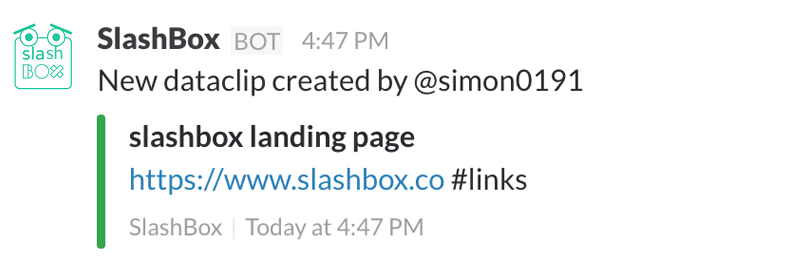 slash
BOX
SlashBox BOT 4:47 PM
New dataclip created by @simon0191
slashbox landing page
https://www.slashbox.co #links
SlashBox | Today at 4:47 PM